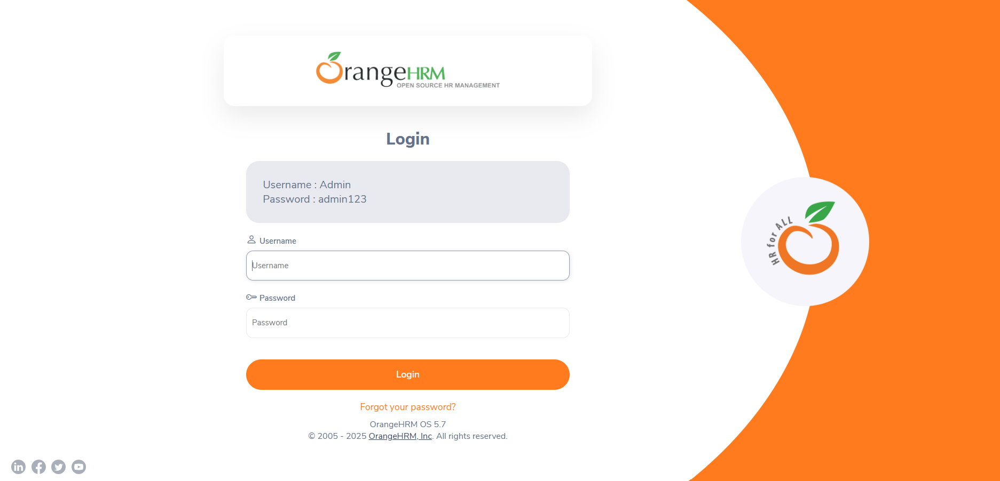 OrangeHRM
OPEN SOURCE HR MANAGEMENT
Login
Username : Admin
Password : admin123
Username
Username
Password
Password
Login
Forgot your password?
OrangeHRM OS 5.7
© 2005 - 2025 OrangeHRM, Inc. All rights reserved.
HR for ALL